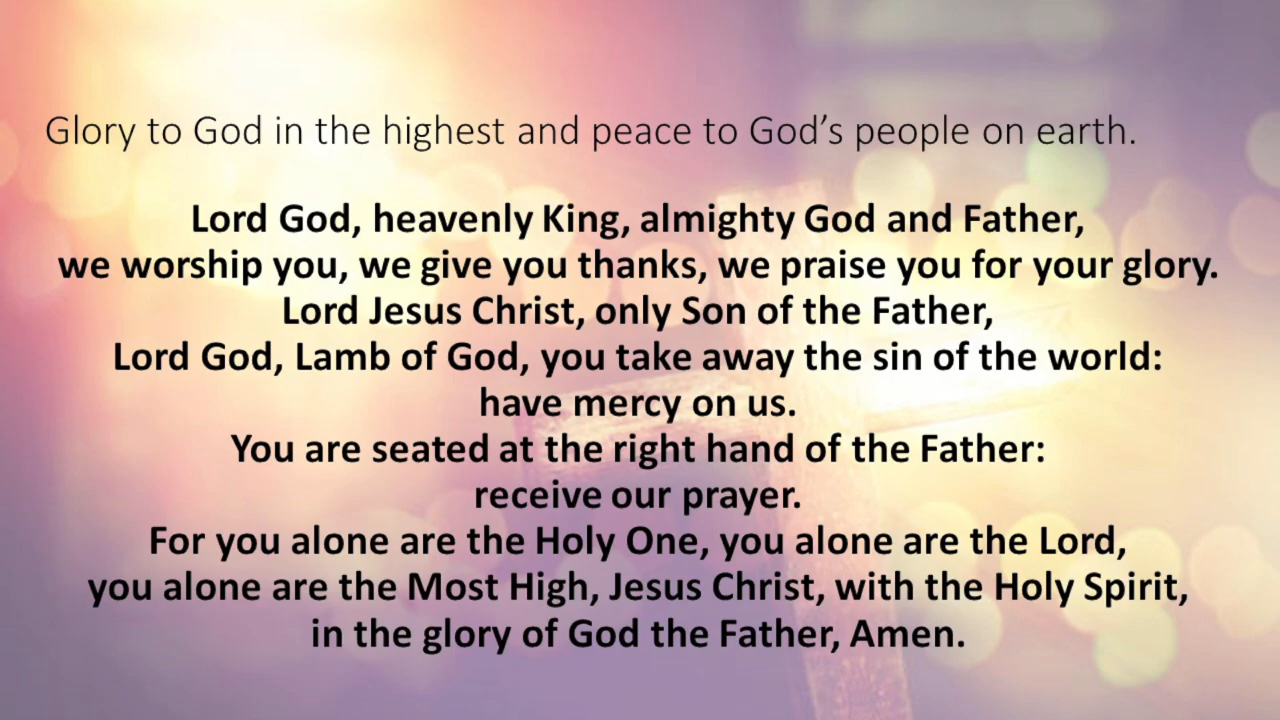 Glory to God in the highest and peace to God’s people on earth.
Lord God, heavenly King, almighty God and Father,
we worship you, we give you thanks, we praise you for your glory.
Lord Jesus Christ, only Son of the Father,
Lord God, Lamb of God, you take away the sin of the world:
have mercy on us.
You are seated at the right hand of the Father:
receive our prayer.
For you alone are the Holy One, you alone are the Lord,
you alone are the Most High, Jesus Christ, with the Holy Spirit,
in the glory of God the Father, Amen.